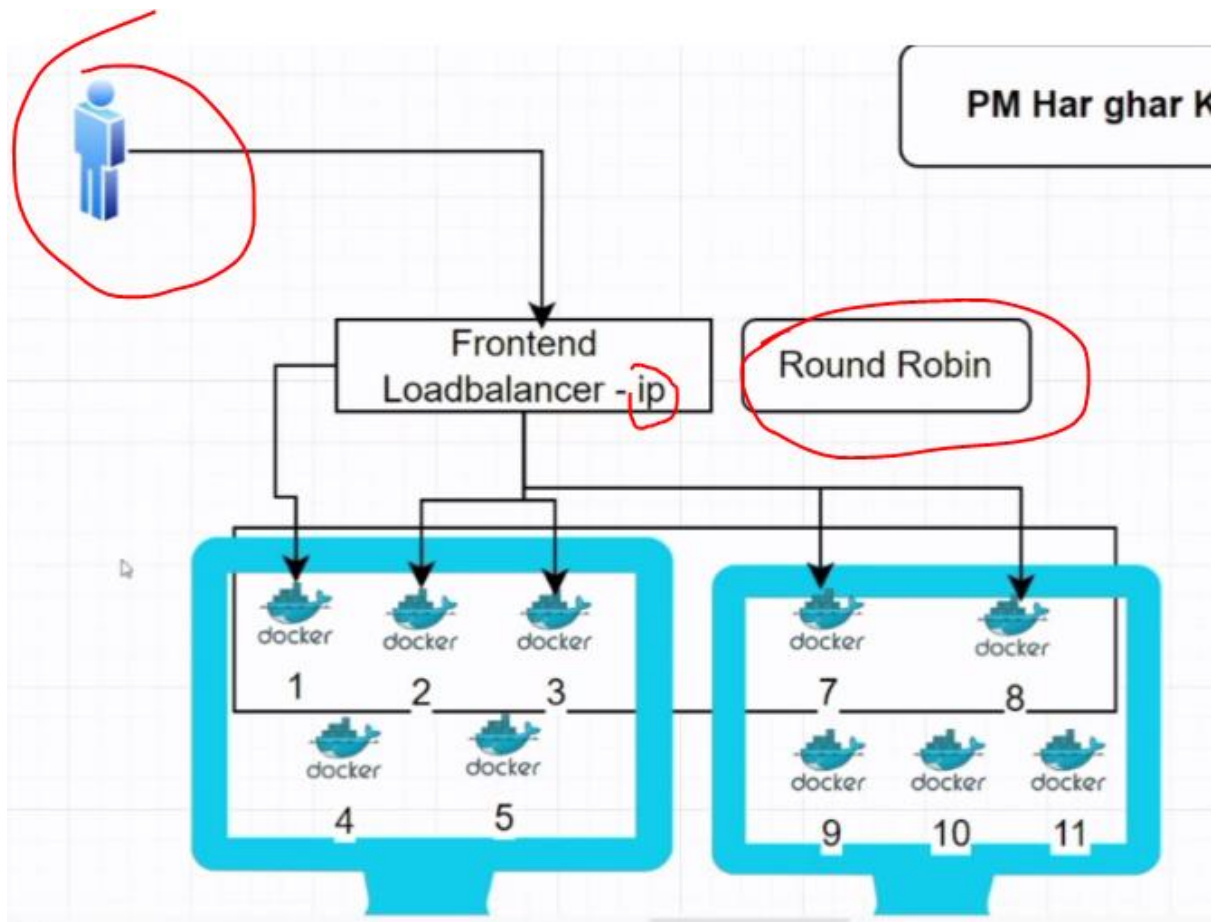 PM Har ghar K
Frontend
Loadbalancer - ip
Round Robin
docker
docker
docker
docker
docker
1
2
3
7
8
docker
docker
docker
docker
docker
4
5
9
10
11